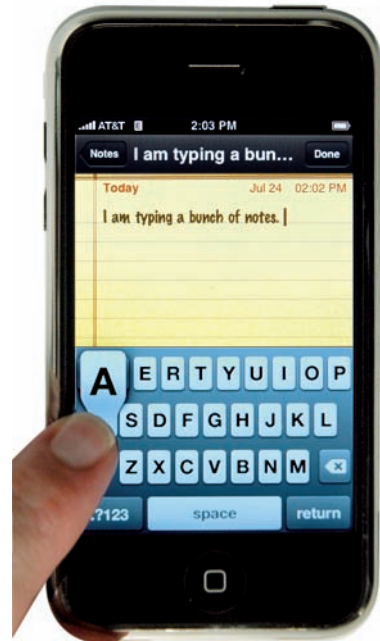 AT&T E 2:03 PM
Notes I am typing a bun... Done
Today Jul 24 02:02 PM
I am typing a bunch of notes.
A E R T Y U I O P
S D F G H J K L
Z X C V B N M
.?123 space return